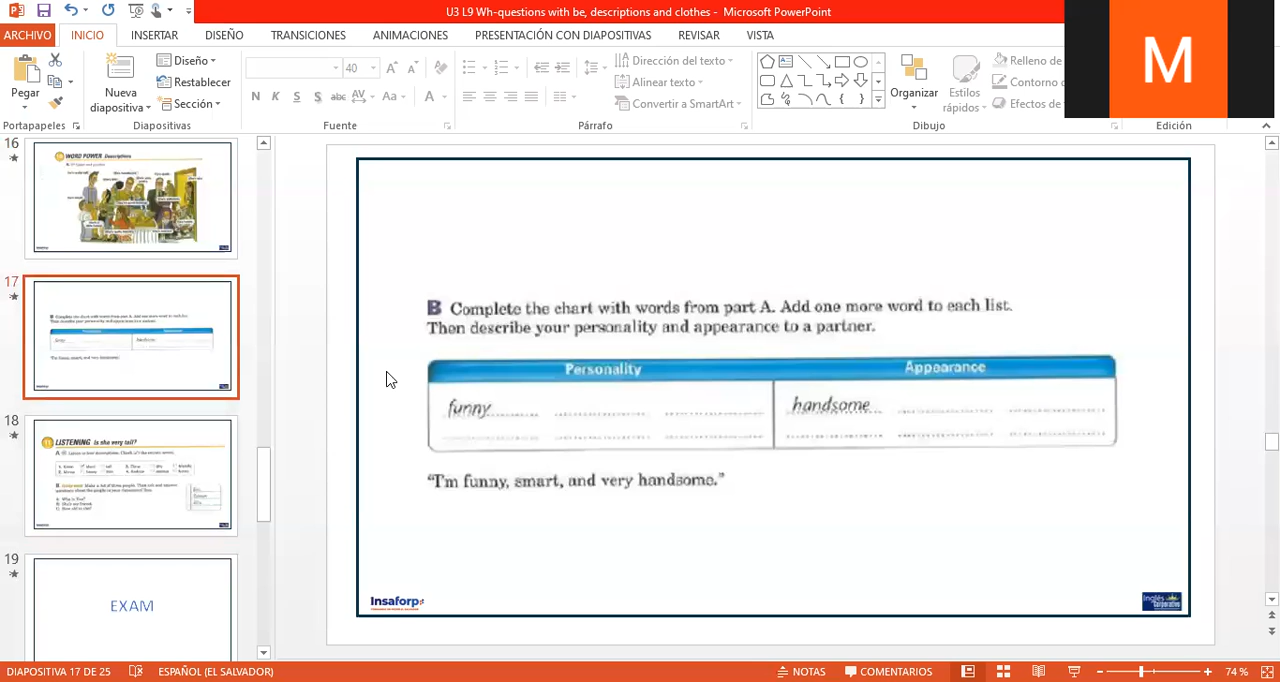 U3 L9 Wh-questions with be, descriptions and clothes - Microsoft PowerPoint
ARCHIVO INICIO INSERTAR DISEÑO TRANSICIONES ANIMACIONES PRESENTACIÓN CON DIAPOSITIVAS REVISAR VISTA
Pegar
Nueva diapositiva
Diseño
Restablecer
Sección
40
N K S S abc AV Aa A
Dirección del texto
Alinear texto
Convertir a SmartArt
Organizar
Estilos rápidos
Relleno de
Contorno
Efectos de
Portapapeles Diapositivas Fuente Párrafo Dibujo Edición
M
16
WORD POWER Descriptions
17
18
LISTENING Is she very tall?
19
EXAM
B Complete the chart with words from part A. Add one more word to each list.
Then describe your personality and appearance to a partner.
Personality Appearance
funny handsome
"I'm funny, smart, and very handsome."
Insaforp
Inglés Corporativo
DIAPOSITIVA 17 DE 25 ESPAÑOL (EL SALVADOR) NOTAS COMENTARIOS 74 %